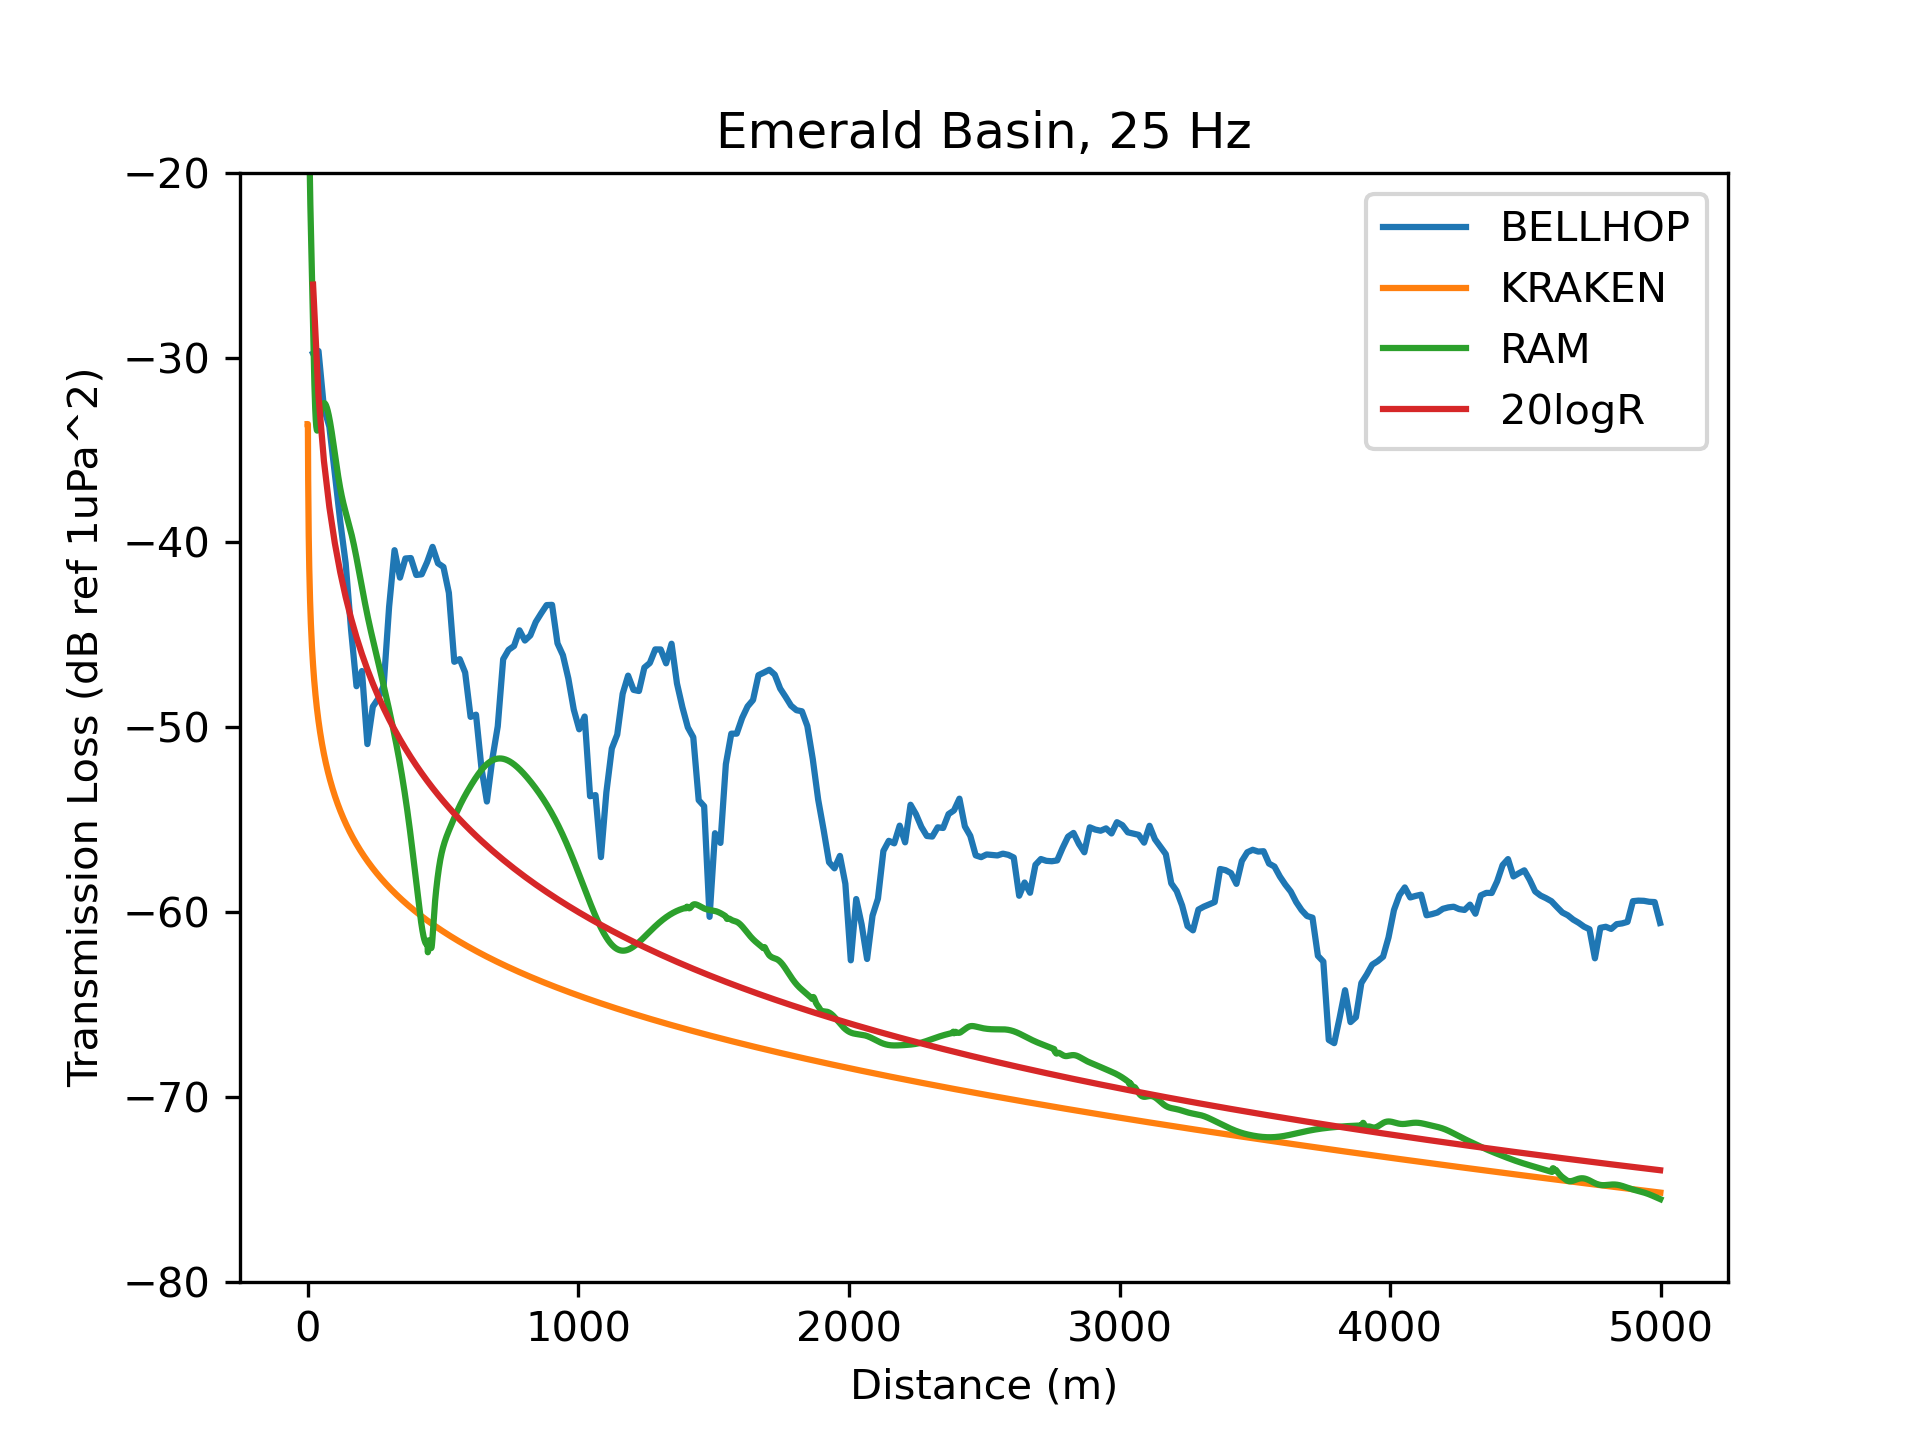 Emerald Basin, 25 Hz
Transmission Loss (dB ref 1uPa^2)
−20
−30
−40
−50
−60
−70
−80
BELLHOP
KRAKEN
RAM
20logR
0 1000 2000 3000 4000 5000
Distance (m)